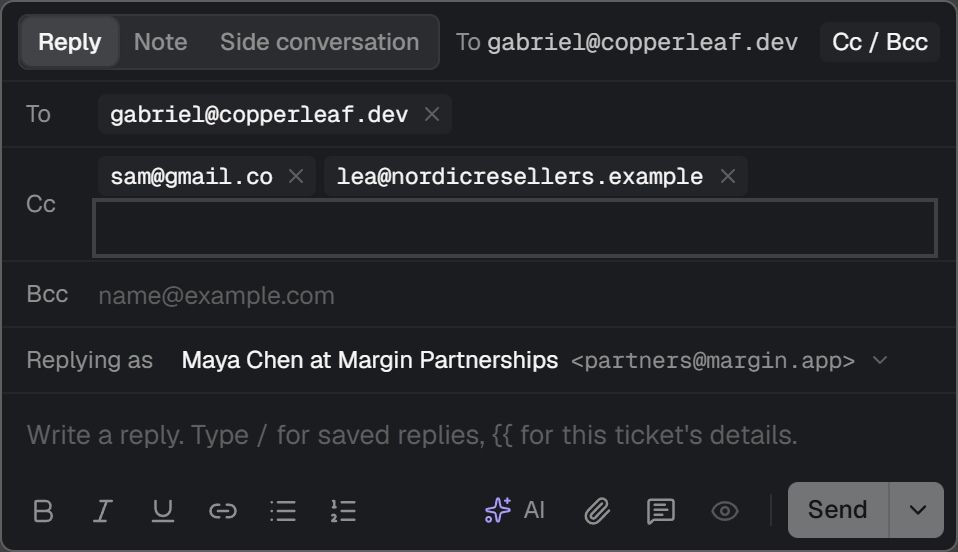 Reply Note Side conversation To gabriel@copperleaf.dev Cc / Bcc
To gabriel@copperleaf.dev
Cc sam@gmail.co lea@nordicresellers.example
Bcc name@example.com
Replying as Maya Chen at Margin Partnerships <partners@margin.app>
Write a reply. Type / for saved replies, {{ for this ticket's details.
B I U AI Send